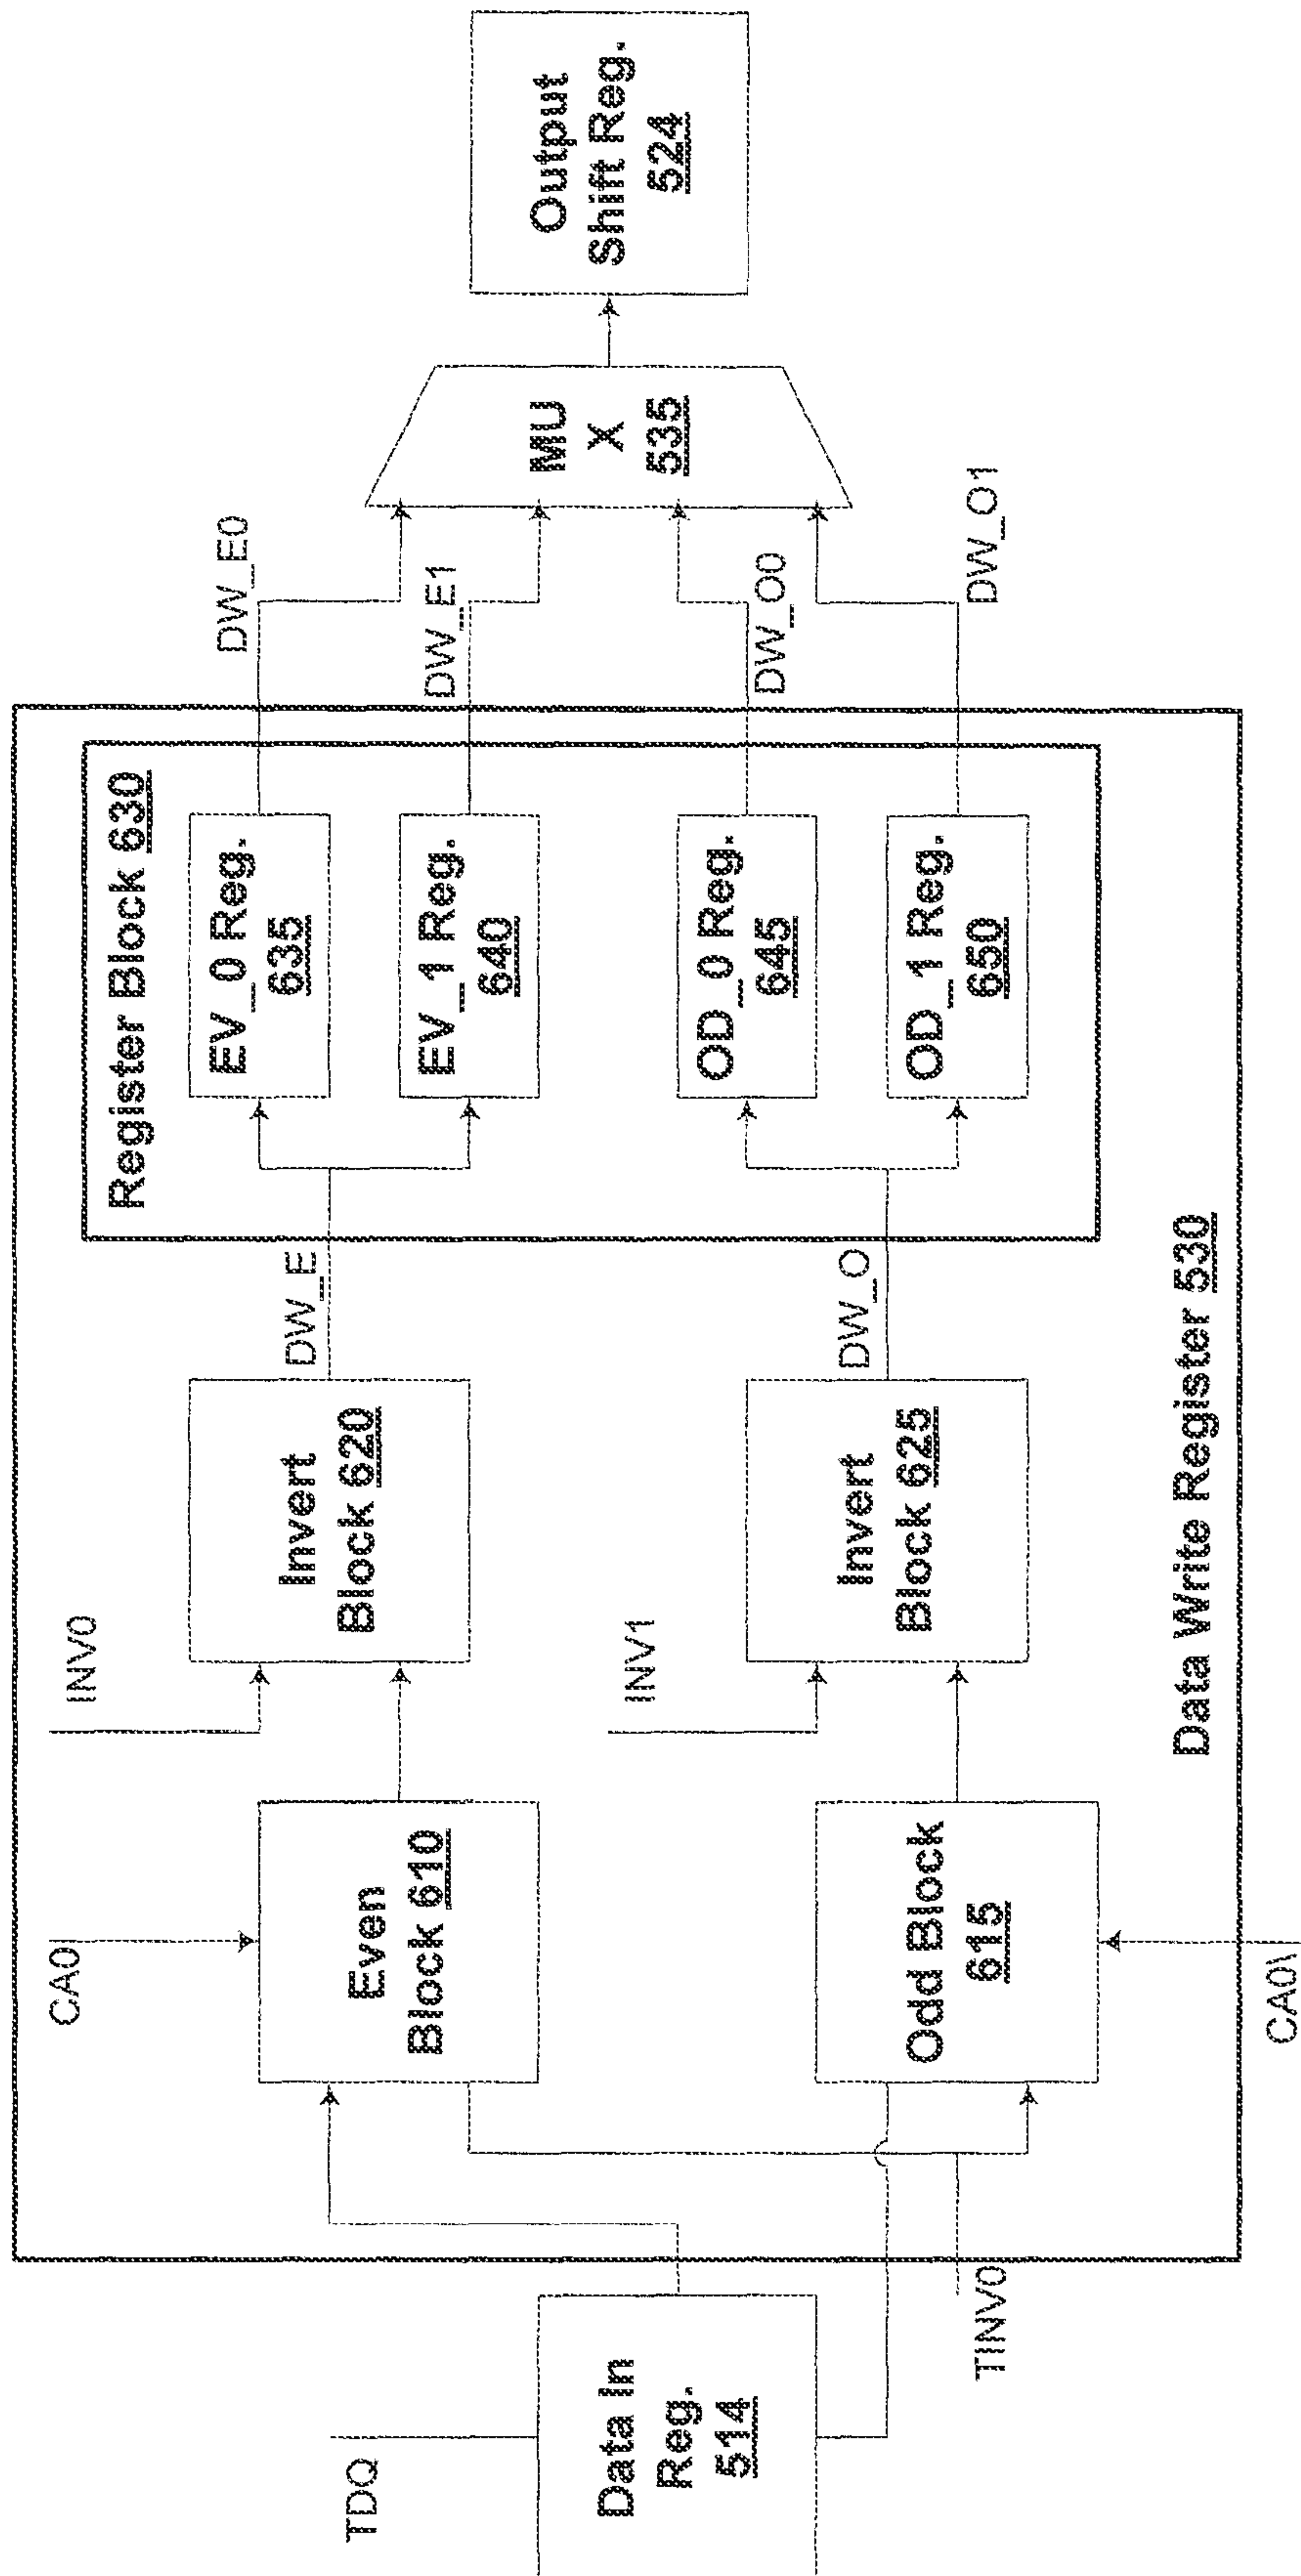 TDQ
Data In
Reg.
514
TINV0
CA0
Even
Block 610
Odd Block
615
CA0\
INV0
Invert
Block 620
INV1
Invert
Block 625
DW_E
DW_O
Data Write Register 530
Register Block 630
EV_0 Reg.
635
EV_1 Reg.
640
OD_0 Reg.
645
OD_1 Reg.
650
DW_E0
DW_E1
DW_O0
DW_O1
MU
X
535
Output
Shift Reg.
524